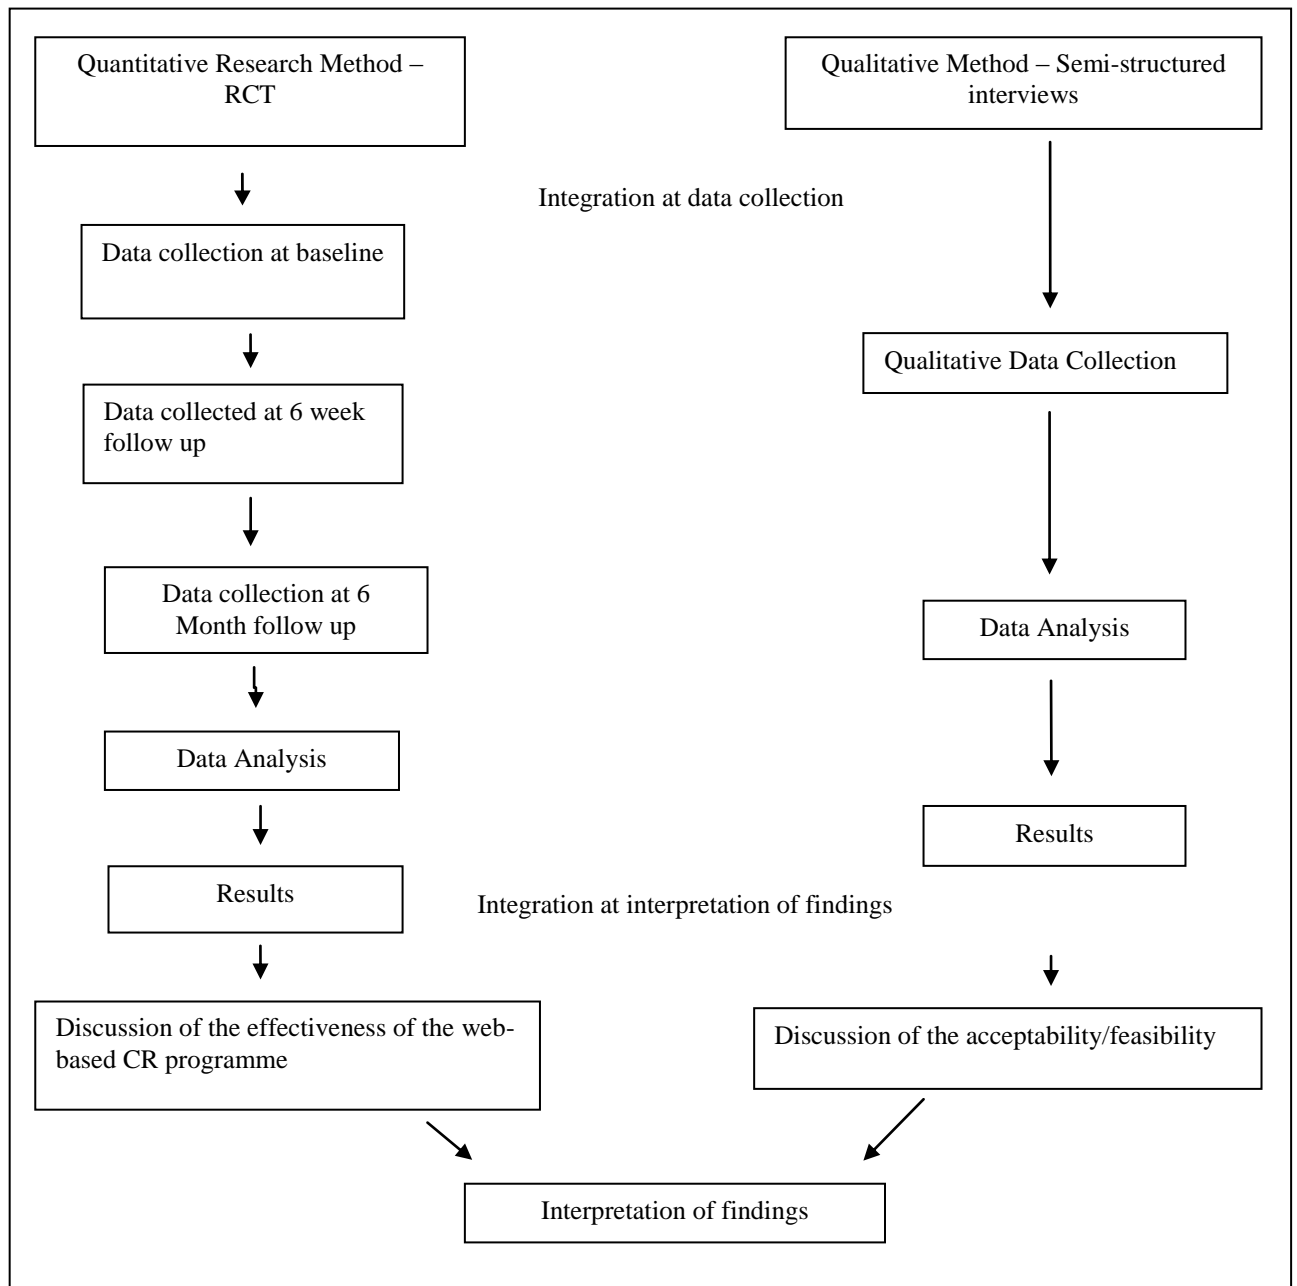 Quantitative Research Method –
RCT
Qualitative Method – Semi-structured
interviews
Integration at data collection
Data collection at baseline
Qualitative Data Collection
Data collected at 6 week
follow up
Data collection at 6
Month follow up
Data Analysis
Data Analysis
Results
Results
Integration at interpretation of findings
Discussion of the effectiveness of the web-
based CR programme
Discussion of the acceptability/feasibility
Interpretation of findings